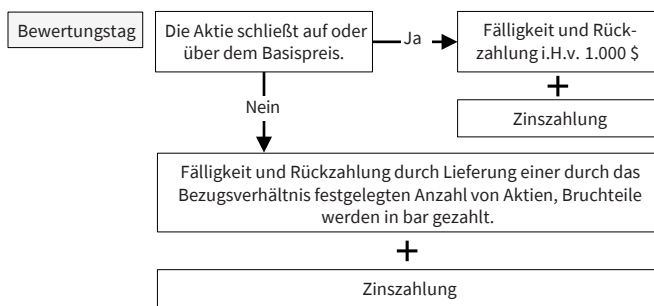 Bewertungstag
Die Aktie schließt auf oder
über dem Basispreis.
Ja
Fälligkeit und Rück-
zahlung i.H.v. 1.000 $
+
Zinszahlung
Nein
Fälligkeit und Rückzahlung durch Lieferung einer durch das
Bezugsverhältnis festgelegten Anzahl von Aktien, Bruchteile
werden in bar gezahlt.
+
Zinszahlung